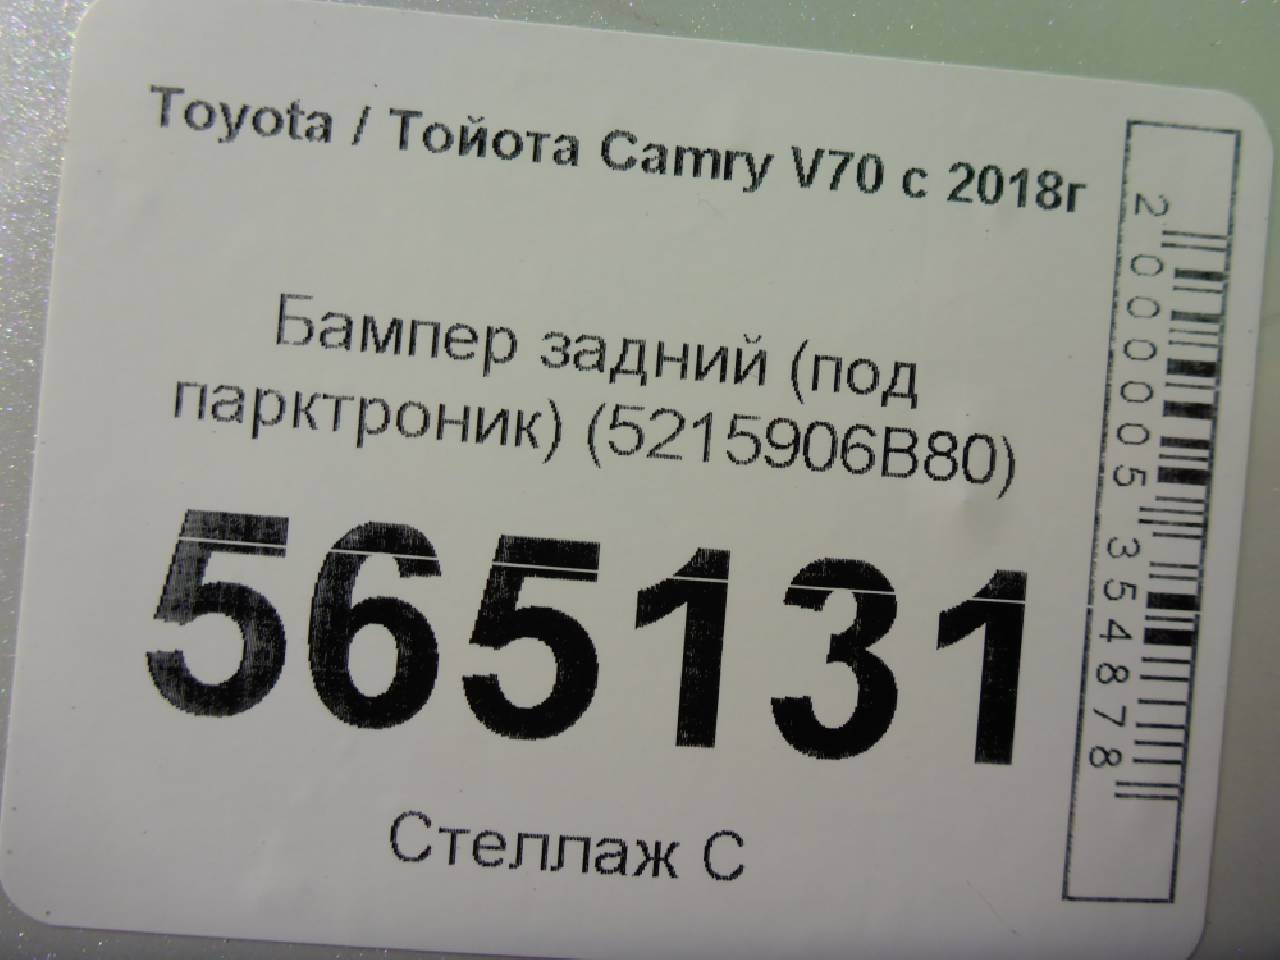 Toyota / Тойота Camry V70 с 2018г
Бампер задний (под
парктроник) (5215906B80)
565131
Стеллаж С
2000005354878